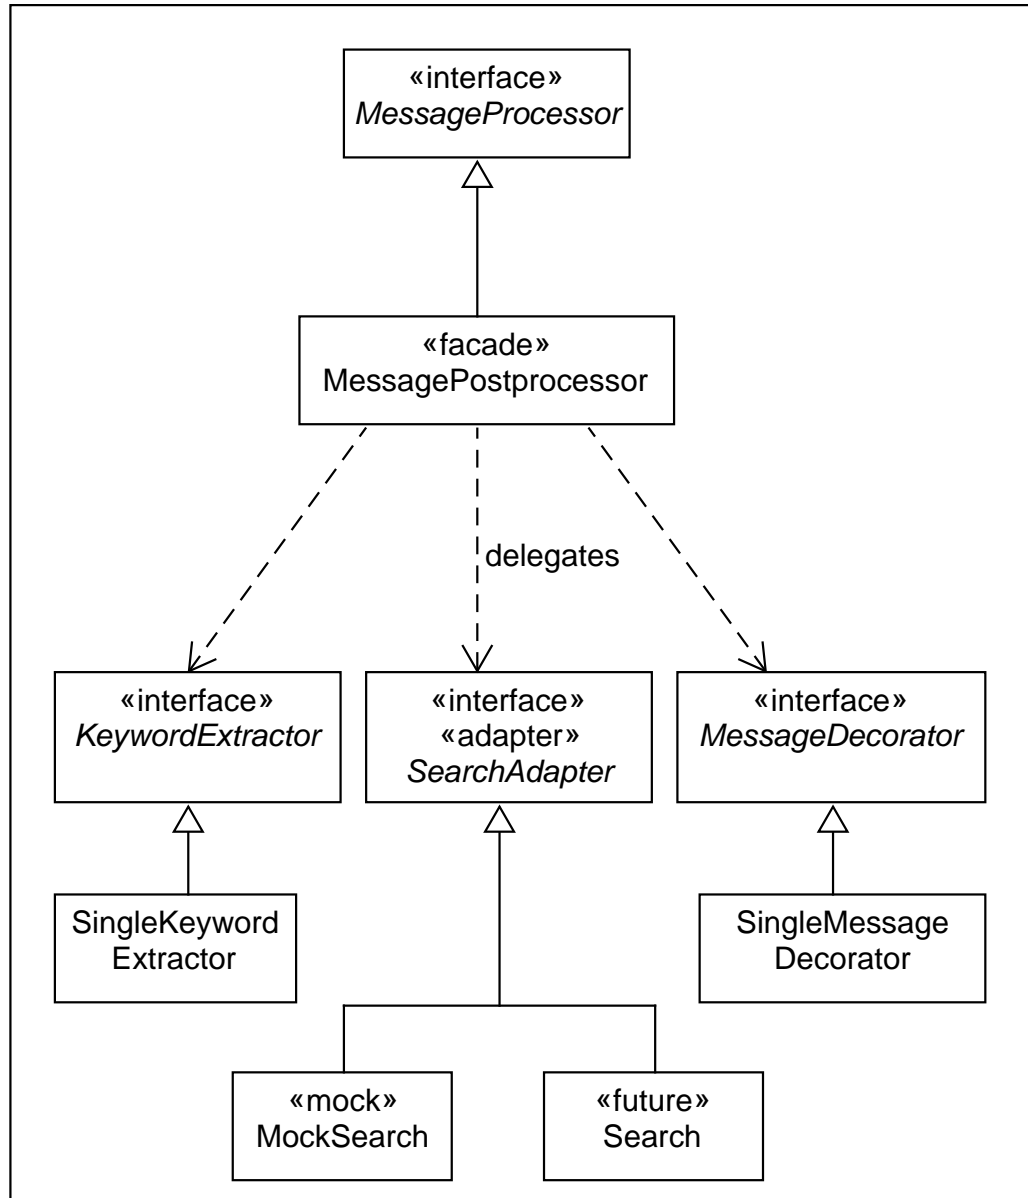 «interface»
MessageProcessor
«facade»
MessagePostprocessor
delegates
«interface»
KeywordExtractor
«interface»
«adapter»
SearchAdapter
«interface»
MessageDecorator
SingleKeyword
Extractor
SingleMessage
Decorator
«mock»
MockSearch
«future»
Search